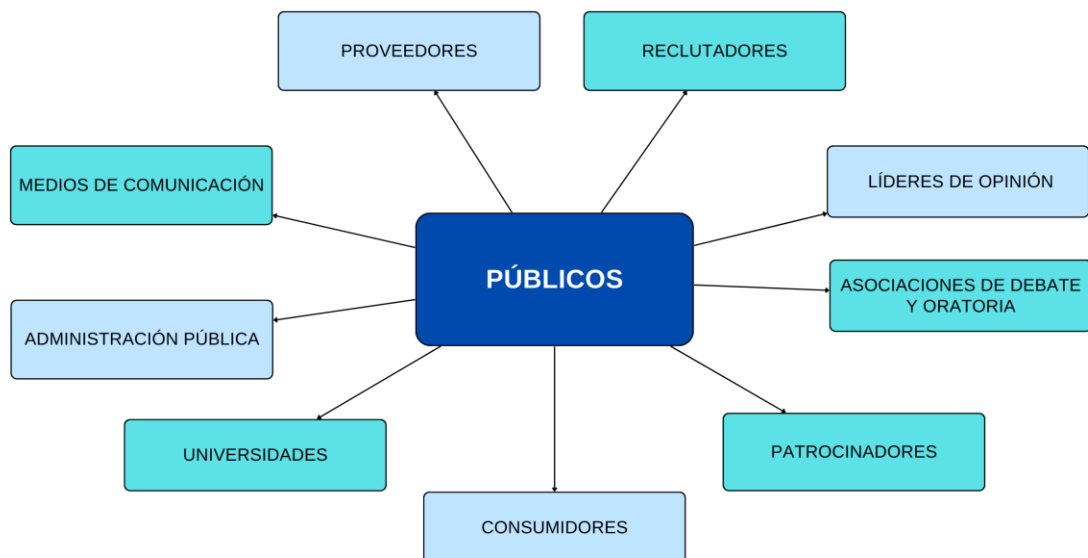 PROVEEDORES
RECLUTADORES
MEDIOS DE COMUNICACIÓN
LÍDERES DE OPINIÓN
PÚBLICOS
ASOCIACIONES DE DEBATE
Y ORATORIA
ADMINISTRACIÓN PÚBLICA
UNIVERSIDADES
PATROCINADORES
CONSUMIDORES